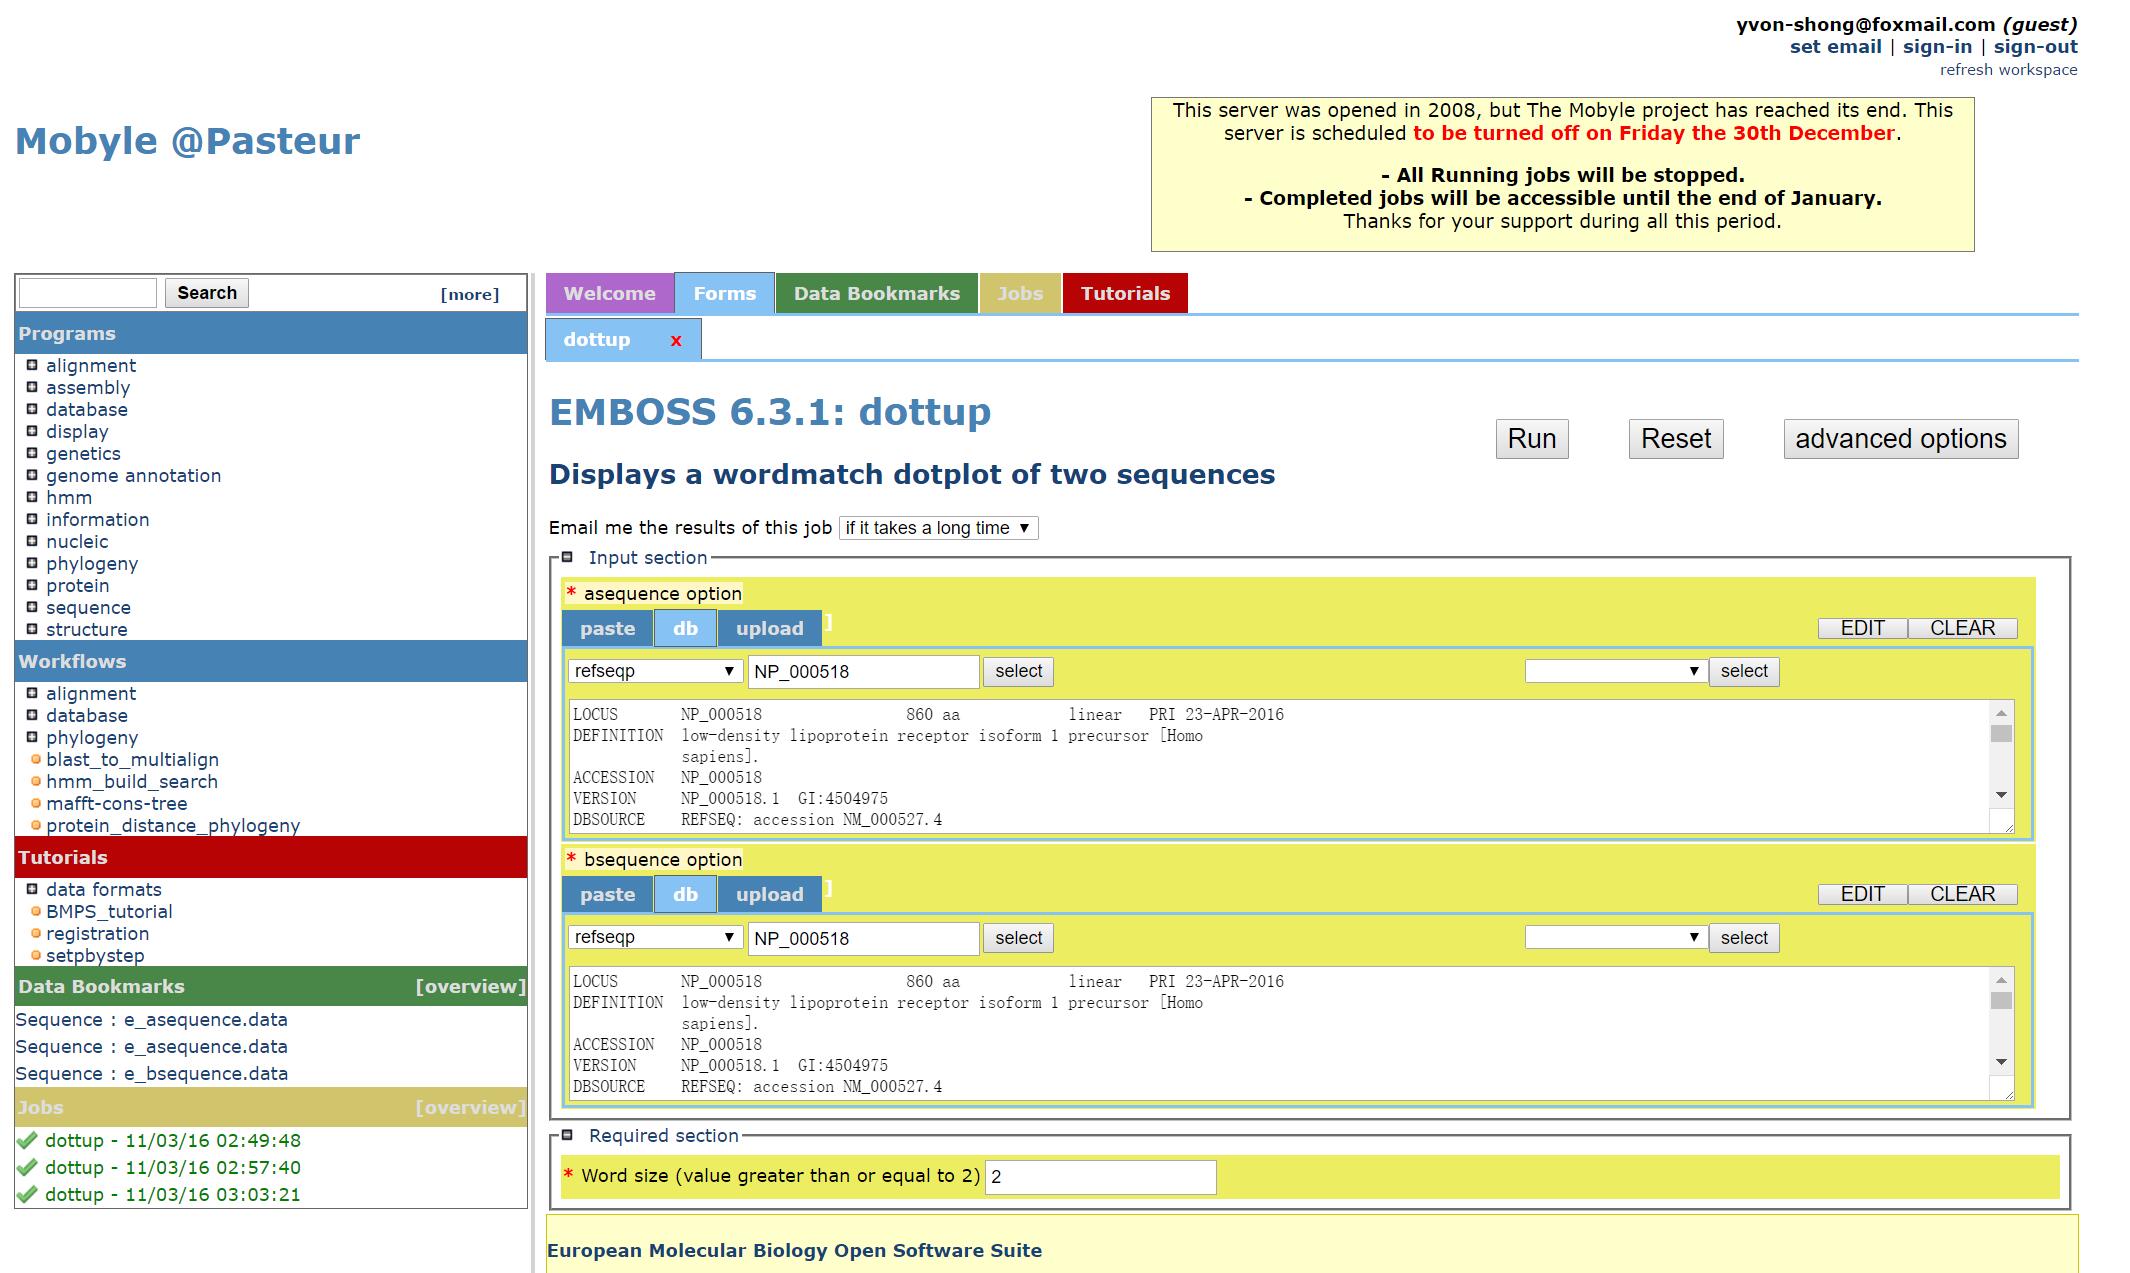 yvon-shong@foxmail.com (guest)
set email | sign-in | sign-out
refresh workspace
Mobyle @Pasteur
This server was opened in 2008, but The Mobyle project has reached its end. This
server is scheduled to be turned off on Friday the 30th December.
- All Running jobs will be stopped.
- Completed jobs will be accessible until the end of January.
Thanks for your support during all this period.
Search [more]
Programs
alignment
assembly
database
display
genetics
genome annotation
hmm
information
nucleic
phylogeny
protein
sequence
structure
Workflows
alignment
database
phylogeny
blast_to_multialign
hmm_build_search
mafft-cons-tree
protein_distance_phylogeny
Tutorials
data formats
BMPS_tutorial
registration
setpbystep
Data Bookmarks [overview]
Sequence : e_asequence.data
Sequence : e_asequence.data
Sequence : e_bsequence.data
Jobs [overview]
dottup - 11/03/16 02:49:48
dottup - 11/03/16 02:57:40
dottup - 11/03/16 03:03:21
Welcome Forms Data Bookmarks Jobs Tutorials
dottup x
EMBOSS 6.3.1: dottup
Run Reset advanced options
Displays a wordmatch dotplot of two sequences
Email me the results of this job if it takes a long time
Input section
* asequence option
paste db upload ] EDIT CLEAR
refseqp NP_000518 select select
LOCUS NP_000518 860 aa linear PRI 23-APR-2016
DEFINITION low-density lipoprotein receptor isoform 1 precursor [Homo
sapiens].
ACCESSION NP_000518
VERSION NP_000518.1 GI:4504975
DBSOURCE REFSEQ: accession NM_000527.4
* bsequence option
paste db upload ] EDIT CLEAR
refseqp NP_000518 select select
LOCUS NP_000518 860 aa linear PRI 23-APR-2016
DEFINITION low-density lipoprotein receptor isoform 1 precursor [Homo
sapiens].
ACCESSION NP_000518
VERSION NP_000518.1 GI:4504975
DBSOURCE REFSEQ: accession NM_000527.4
Required section
* Word size (value greater than or equal to 2) 2
European Molecular Biology Open Software Suite